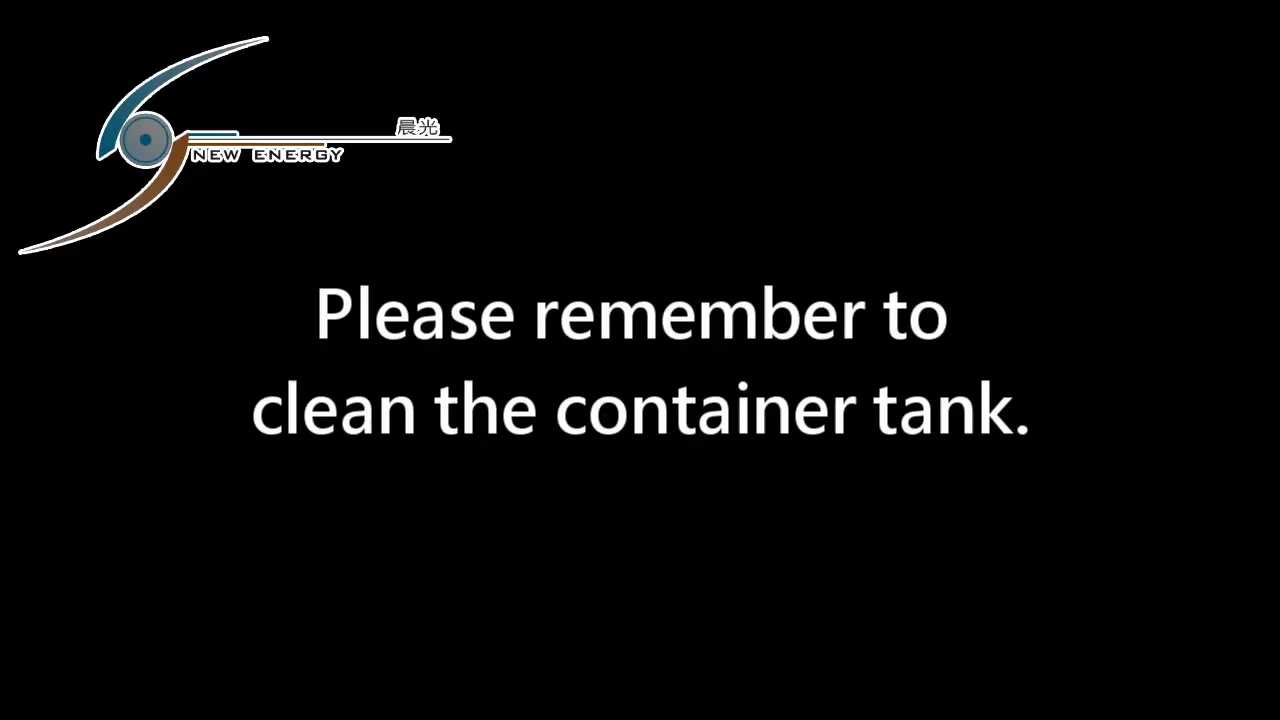 晨光
NEW ENERGY
Please remember to
clean the container tank.